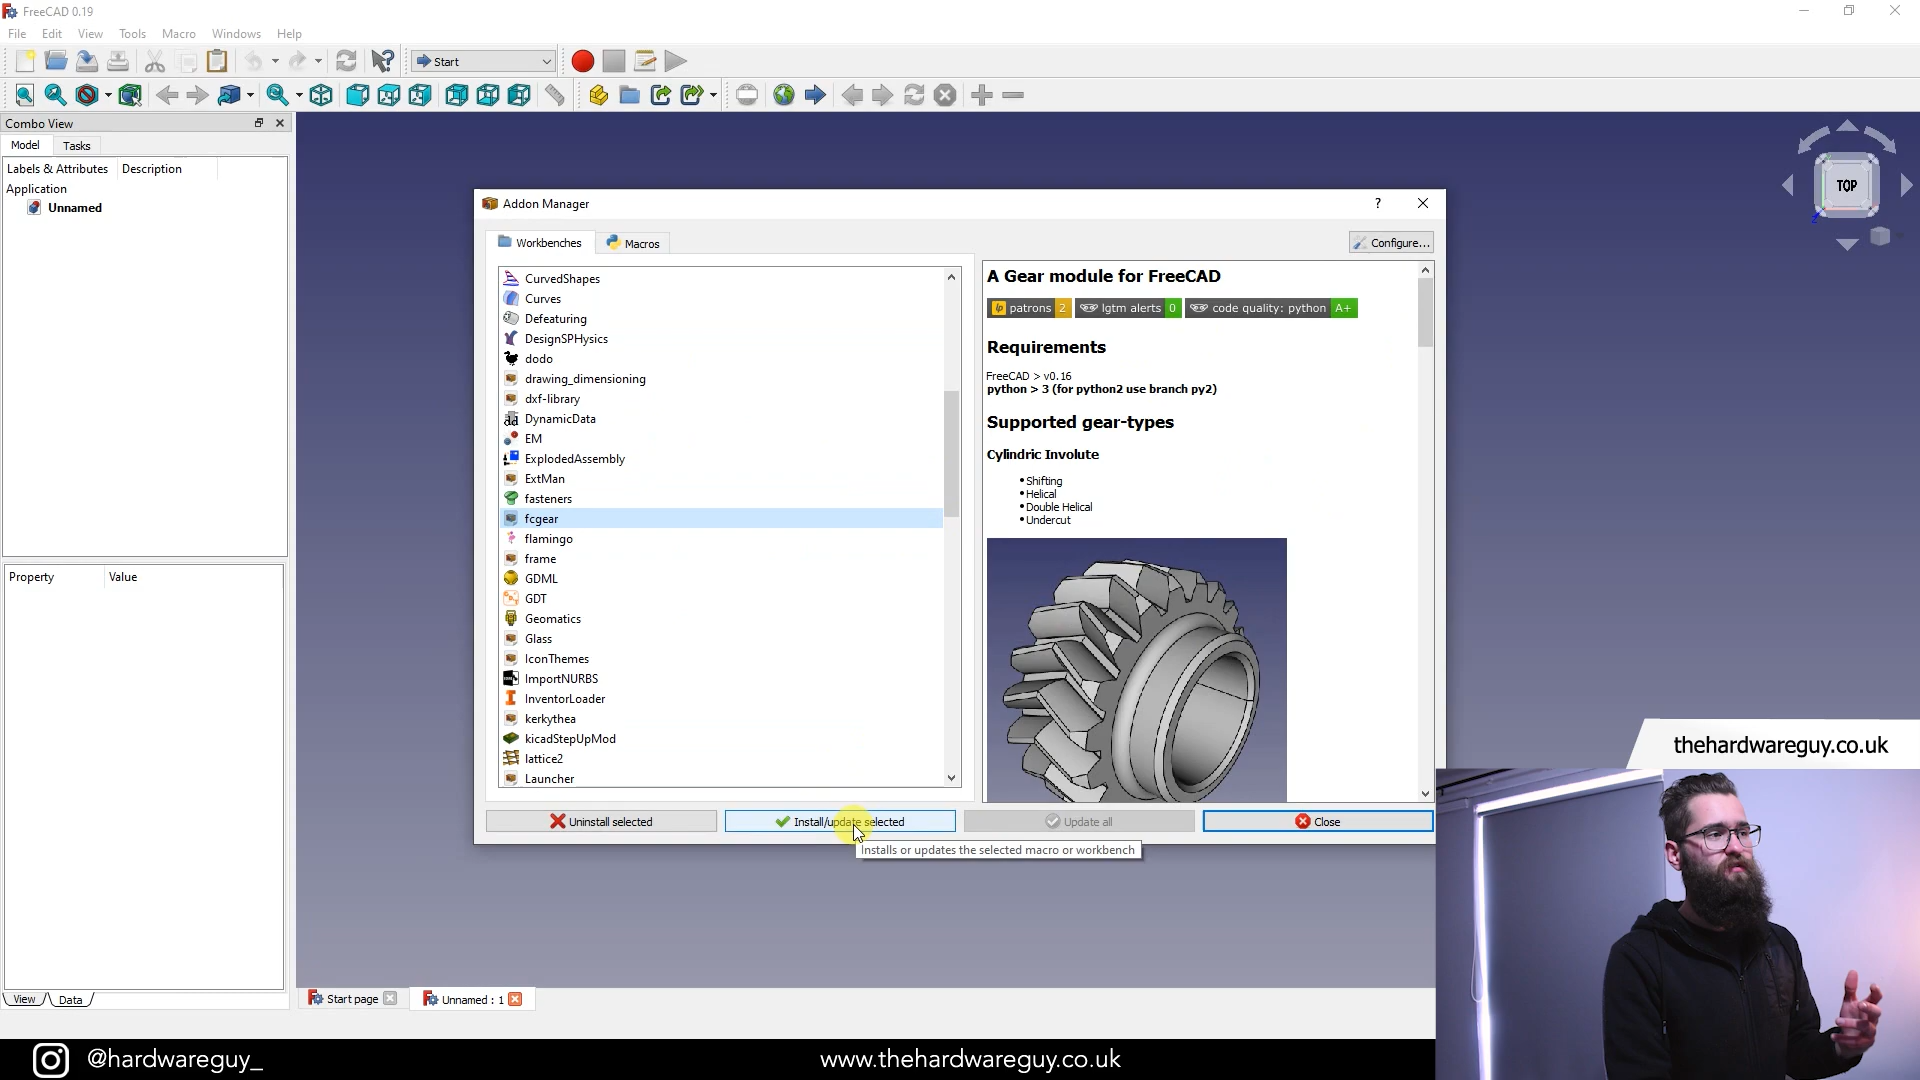 FreeCAD 0.19
File Edit View Tools Macro Windows Help
Start
Combo View
Model Tasks
Labels & Attributes Description
Application
Unnamed
Property Value
View Data
Addon Manager
?
Workbenches Macros Configure...
CurvedShapes
Curves
Defeaturing
DesignSPHysics
dodo
drawing_dimensioning
dxf-library
DynamicData
EM
ExplodedAssembly
ExtMan
fasteners
fcgear
flamingo
frame
GDML
GDT
Geomatics
Glass
IconThemes
ImportNURBS
InventorLoader
kerkythea
kicadStepUpMod
lattice2
Launcher
A Gear module for FreeCAD
patrons 2 lgtm alerts 0 code quality: python A+
Requirements
FreeCAD > v0.16
python > 3 (for python2 use branch py2)
Supported gear-types
Cylindric Involute
• Shifting
• Helical
• Double Helical
• Undercut
Uninstall selected Install/update selected Update all Close
Installs or updates the selected macro or workbench
TOP
Z
Start page Unnamed : 1
thehardwareguy.co.uk
@hardwareguy_
www.thehardwareguy.co.uk